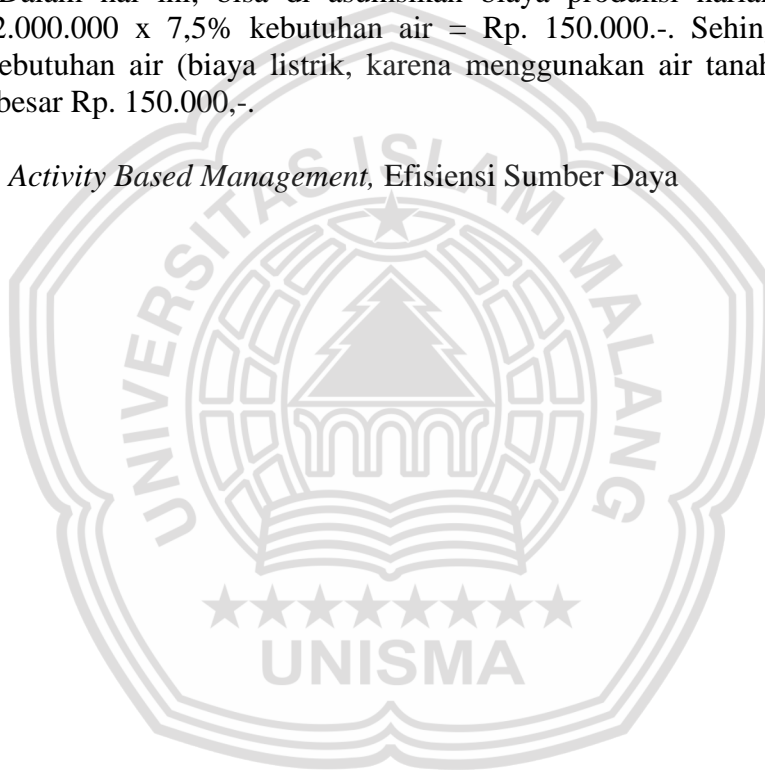 Dalam hal ini, bisa di asumsikan biaya produksi harian
2.000.000 x 7,5% kebutuhan air = Rp. 150.000.-. Sehin
ebutuhan air (biaya listrik, karena menggunakan air tanah
besar Rp. 150.000,-.
Activity Based Management, Efisiensi Sumber Daya
UNIVERSITAS ISLAM MALANG
UNISMA